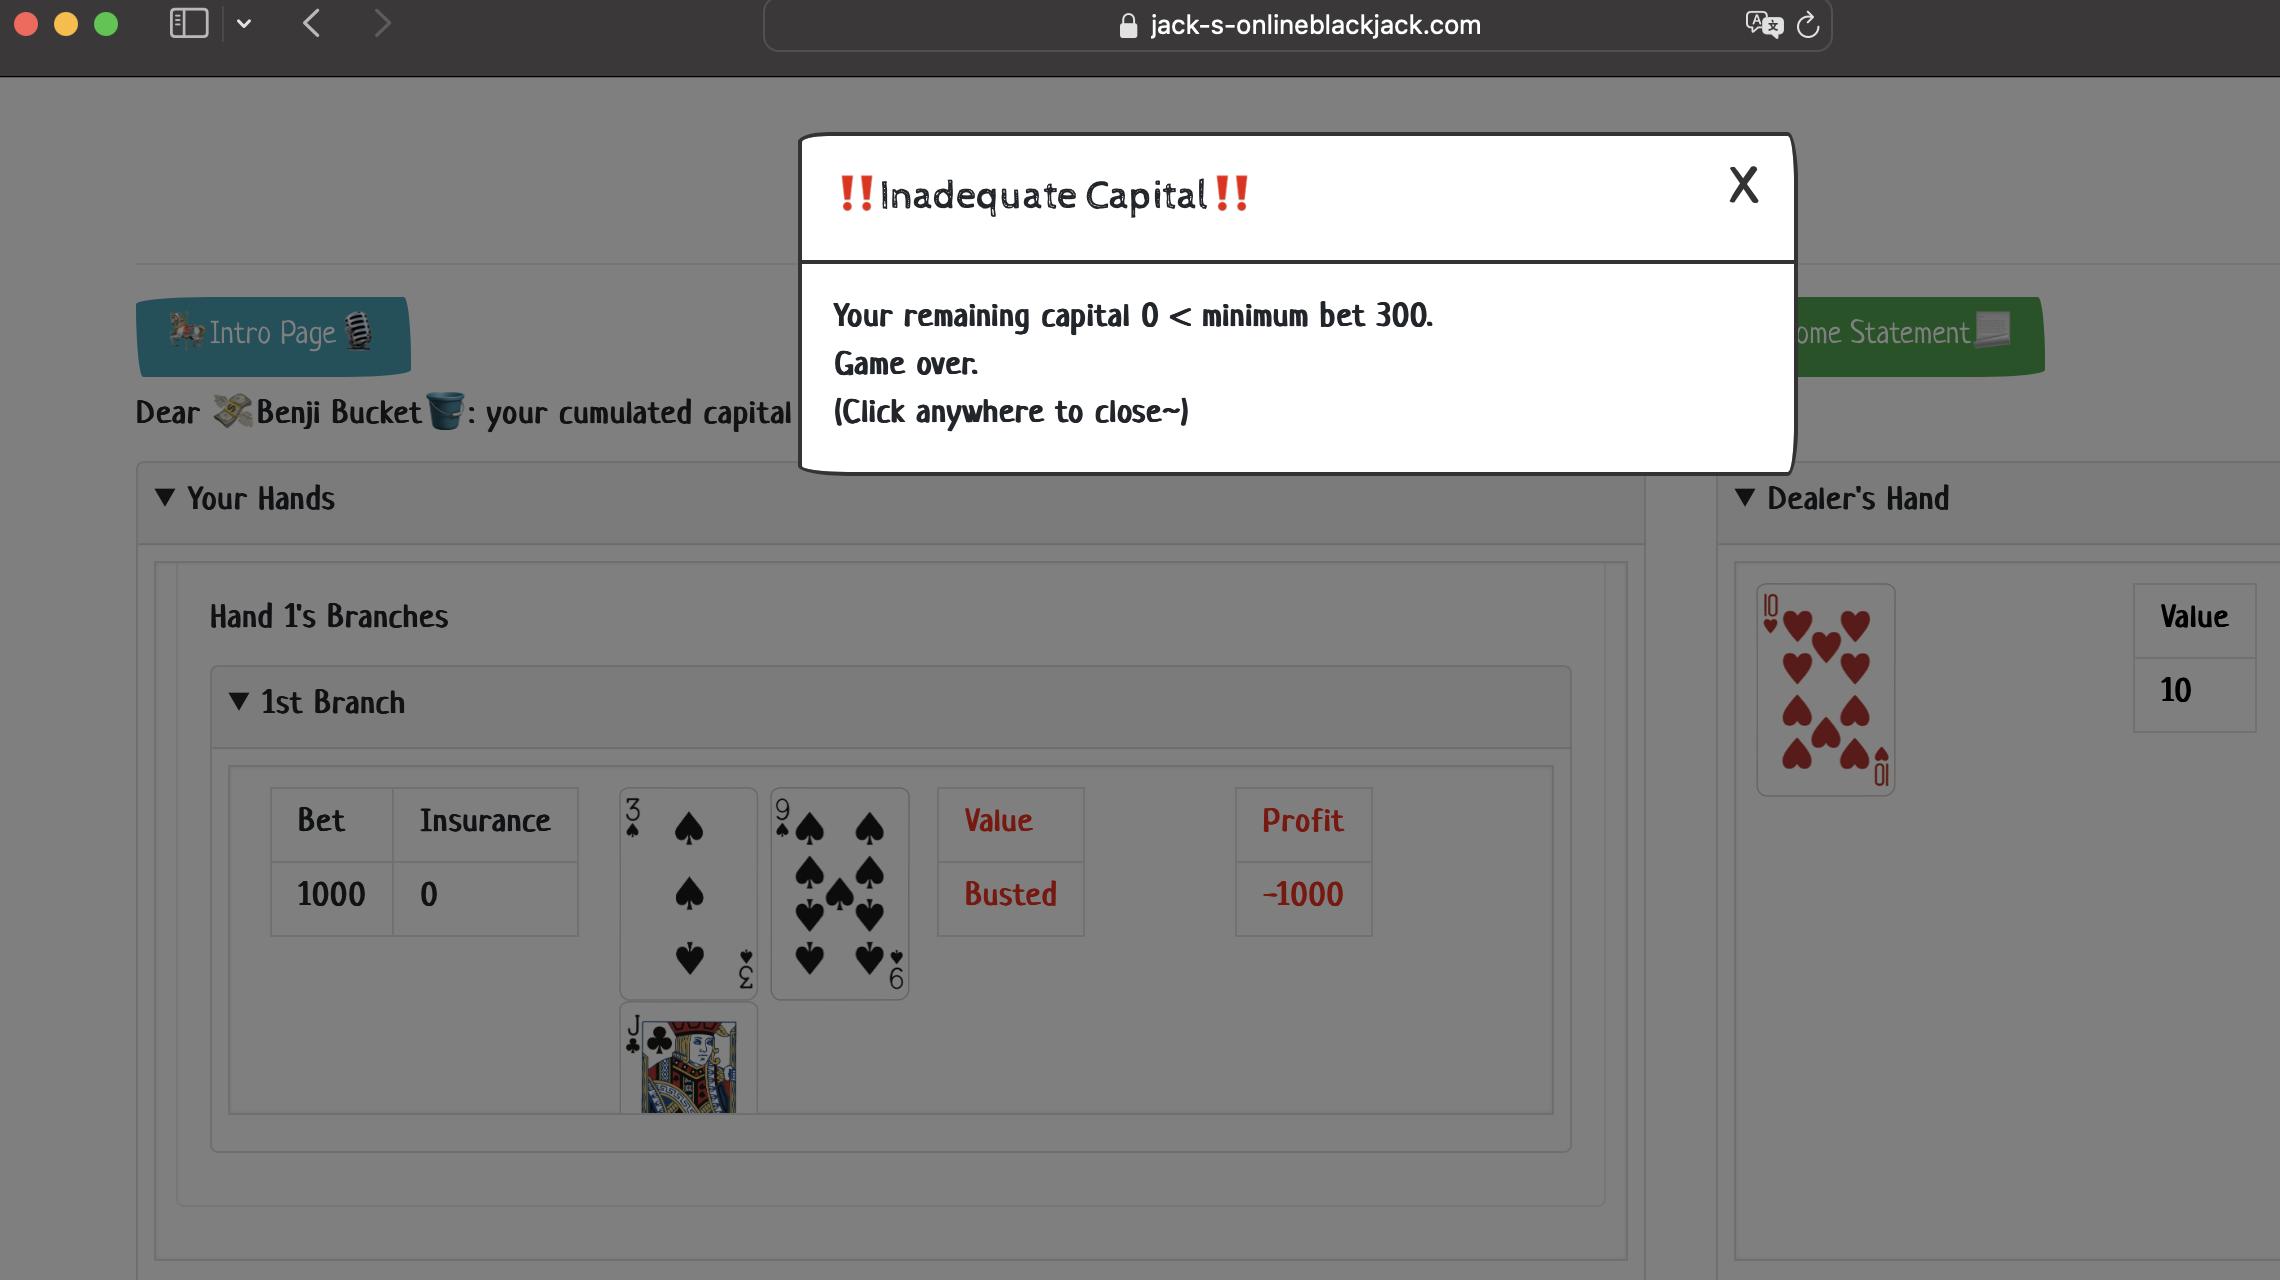 jack-s-onlineblackjack.com
‼️Inadequate Capital‼️
X
Your remaining capital 0 < minimum bet 300.
Game over.
(Click anywhere to close~)
Intro Page
ome Statement
Dear 💸Benji Bucket🪣: your cumulated capital
▼ Your Hands
Hand 1's Branches
▼ 1st Branch
Bet Insurance
1000 0
3 3
9 9
J
Value
Busted
Profit
-1000
▼ Dealer's Hand
10 10
Value
10